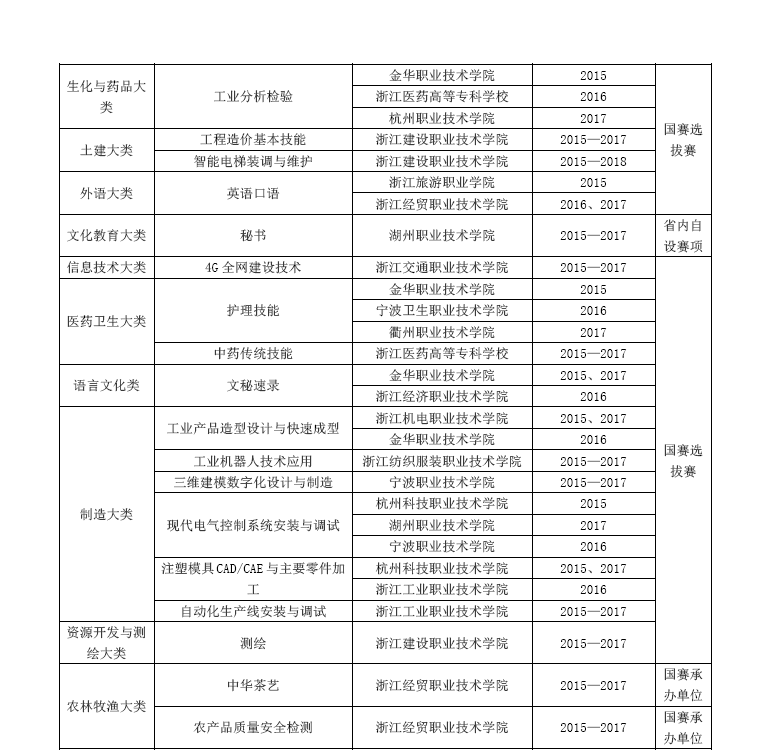 生化与药品大类 工业分析检验 金华职业技术学院 2015 国赛选拔赛
浙江医药高等专科学校 2016
杭州职业技术学院 2017
土建大类 工程造价基本技能 浙江建设职业技术学院 2015—2017
智能电梯装调与维护 浙江建设职业技术学院 2015—2018
外语大类 英语口语 浙江旅游职业学院 2015
浙江经贸职业技术学院 2016、2017
文化教育大类 秘书 湖州职业技术学院 2015—2017 省内自设赛项
信息技术大类 4G 全网建设技术 浙江交通职业技术学院 2015—2017 国赛选拔赛
医药卫生大类 护理技能 金华职业技术学院 2015
宁波卫生职业技术学院 2016
衢州职业技术学院 2017
中药传统技能 浙江医药高等专科学校 2015—2017
语言文化类 文秘速录 金华职业技术学院 2015、2017
浙江经济职业技术学院 2016
制造大类 工业产品造型设计与快速成型 浙江机电职业技术学院 2015、2017
金华职业技术学院 2016
工业机器人技术应用 浙江纺织服装职业技术学院 2015—2017
三维建模数字化设计与制造 宁波职业技术学院 2015—2017
现代电气控制系统安装与调试 杭州科技职业技术学院 2015
湖州职业技术学院 2017
宁波职业技术学院 2016
注塑模具 CAD/CAE 与主要零件加工 杭州科技职业技术学院 2015、2017
浙江工业职业技术学院 2016
自动化生产线安装与调试 浙江工业职业技术学院 2015—2017
资源开发与测绘大类 测绘 浙江建设职业技术学院 2015—2017
农林牧渔大类 中华茶艺 浙江经贸职业技术学院 2015—2017 国赛承办单位
农产品质量安全检测 浙江经贸职业技术学院 2015—2017 国赛承办单位